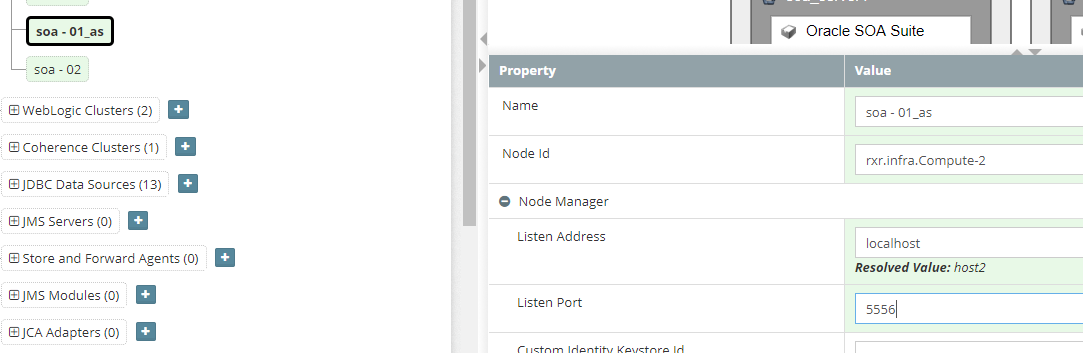 soa_server1
soa - 01_as
Oracle SOA Suite
soa - 02
Property
Value
WebLogic Clusters (2)
Name
soa - 01_as
Coherence Clusters (1)
Node Id
rxr.infra.Compute-2
JDBC Data Sources (13)
Node Manager
JMS Servers (0)
Listen Address
localhost
Store and Forward Agents (0)
Resolved Value: host2
JMS Modules (0)
Listen Port
5556
JCA Adapters (0)
Custom Identity Keystore Id